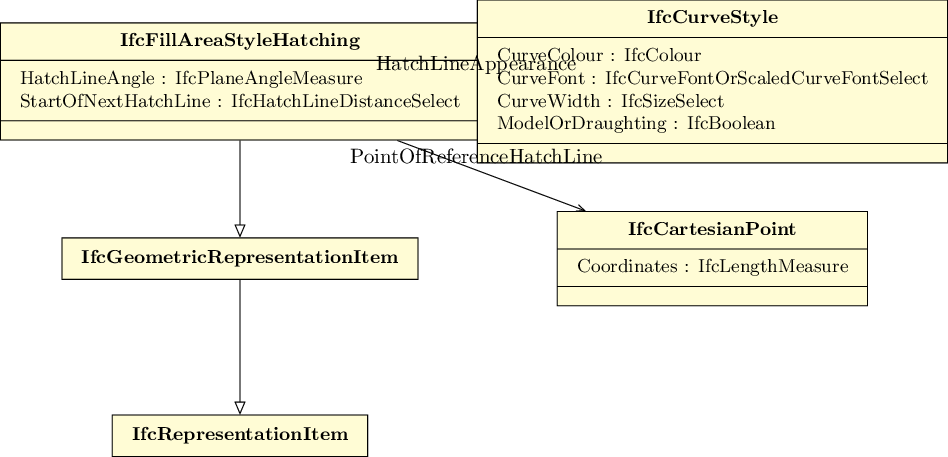 IfcFillAreaStyleHatching
HatchLineAngle : IfcPlaneAngleMeasure
StartOfNextHatchLine : IfcHatchLineDistanceSelect
HatchLineAppearance
IfcCurveStyle
CurveColour : IfcColour
CurveFont : IfcCurveFontOrScaledCurveFontSelect
CurveWidth : IfcSizeSelect
ModelOrDraughting : IfcBoolean
PointOfReferenceHatchLine
IfcCartesianPoint
Coordinates : IfcLengthMeasure
IfcGeometricRepresentationItem
IfcRepresentationItem